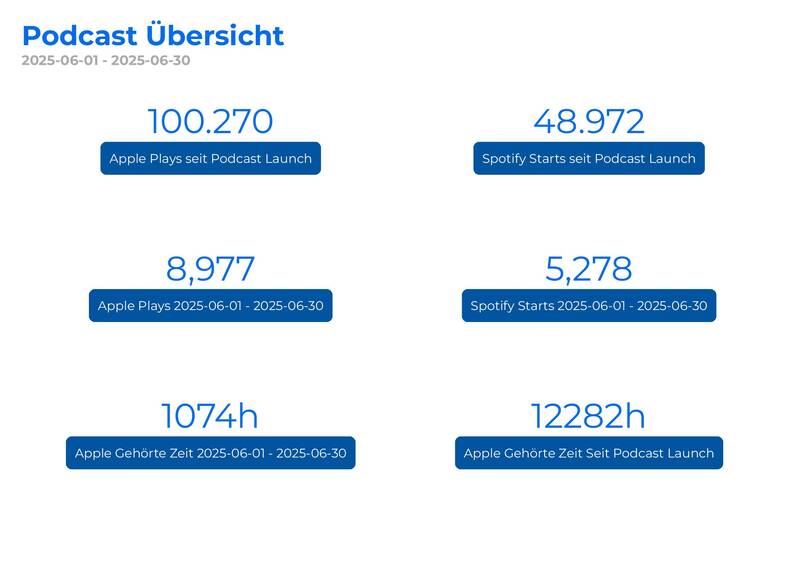 Podcast Übersicht
2025-06-01 - 2025-06-30
100.270
Apple Plays seit Podcast Launch
48.972
Spotify Starts seit Podcast Launch
8,977
Apple Plays 2025-06-01 - 2025-06-30
5,278
Spotify Starts 2025-06-01 - 2025-06-30
1074h
Apple Gehörte Zeit 2025-06-01 - 2025-06-30
12282h
Apple Gehörte Zeit Seit Podcast Launch